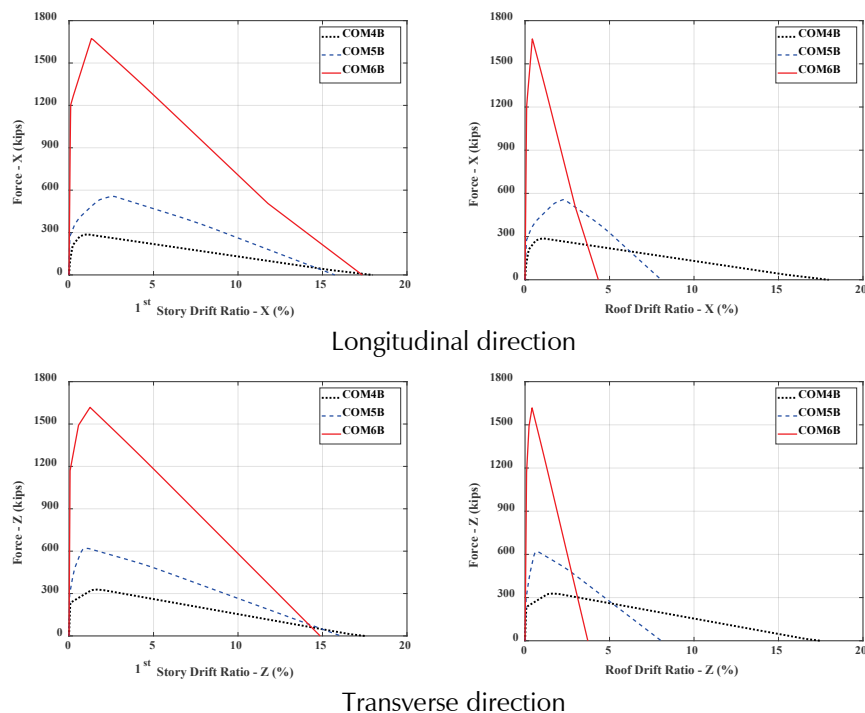 1800
1500
1200
900
600
300
0
Force - X (kips)
COM4B
COM5B
COM6B
0 5 10 15 20
1st Story Drift Ratio - X (%)
1800
1500
1200
900
600
300
0
Force - X (kips)
COM4B
COM5B
COM6B
0 5 10 15 20
Roof Drift Ratio - X (%)
Longitudinal direction
1800
1500
1200
900
600
300
0
Force - Z (kips)
COM4B
COM5B
COM6B
0 5 10 15 20
1st Story Drift Ratio - Z (%)
1800
1500
1200
900
600
300
0
Force - Z (kips)
COM4B
COM5B
COM6B
0 5 10 15 20
Roof Drift Ratio - Z (%)
Transverse direction